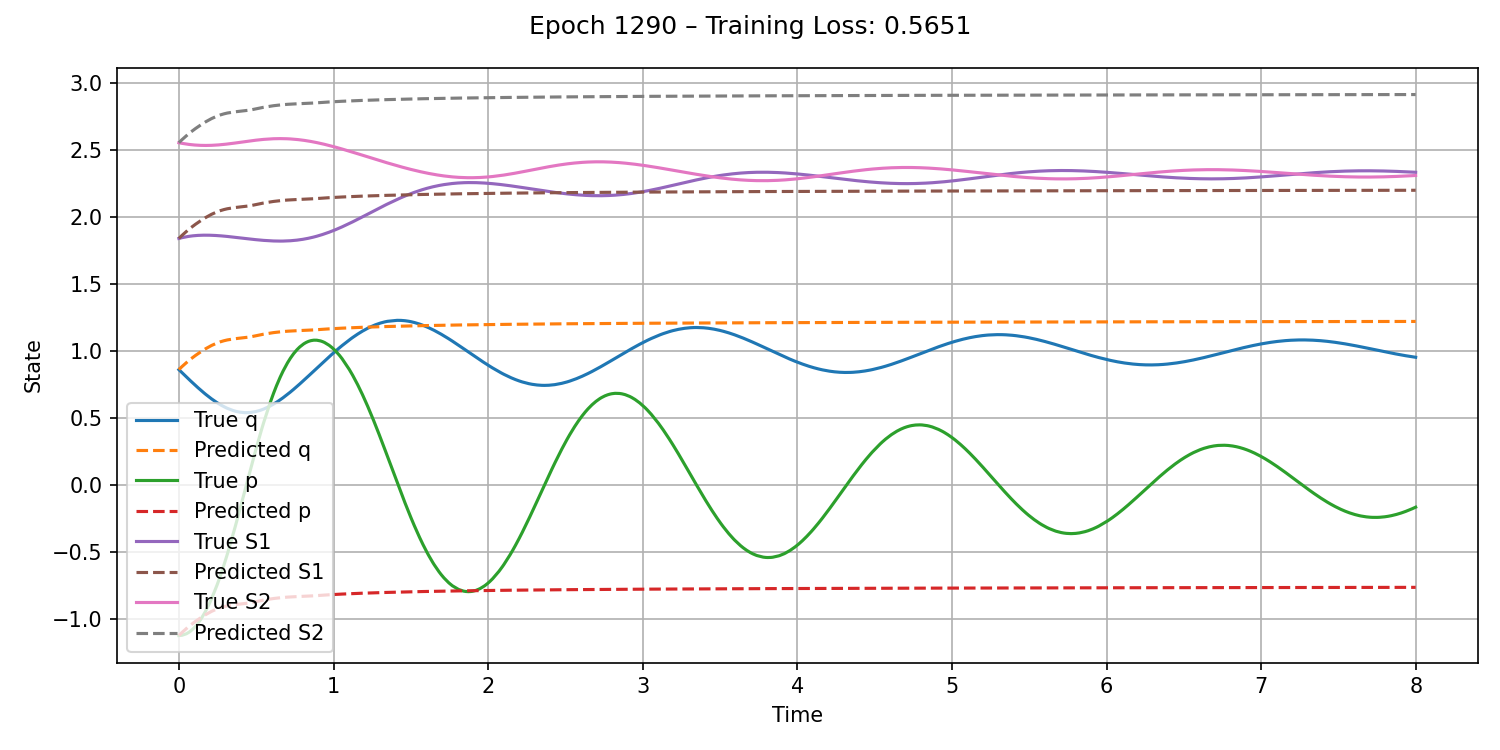 Epoch 1290 – Training Loss: 0.5651
3.0
2.5
2.0
1.5
1.0
0.5
0.0
−0.5
−1.0
State
True q
Predicted q
True p
Predicted p
True S1
Predicted S1
True S2
Predicted S2
0 1 2 3 4 5 6 7 8
Time